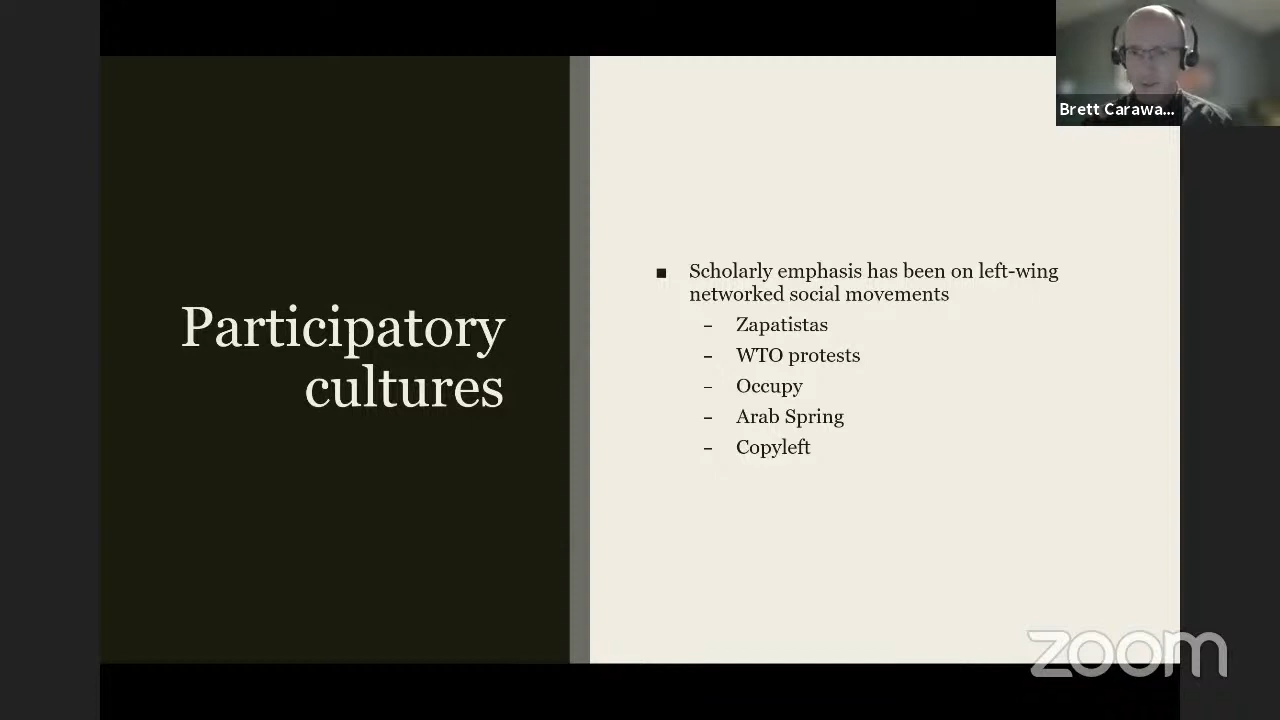 Brett Carawa...
Participatory
cultures
■ Scholarly emphasis has been on left-wing
networked social movements
– Zapatistas
– WTO protests
– Occupy
– Arab Spring
– Copyleft
zoom